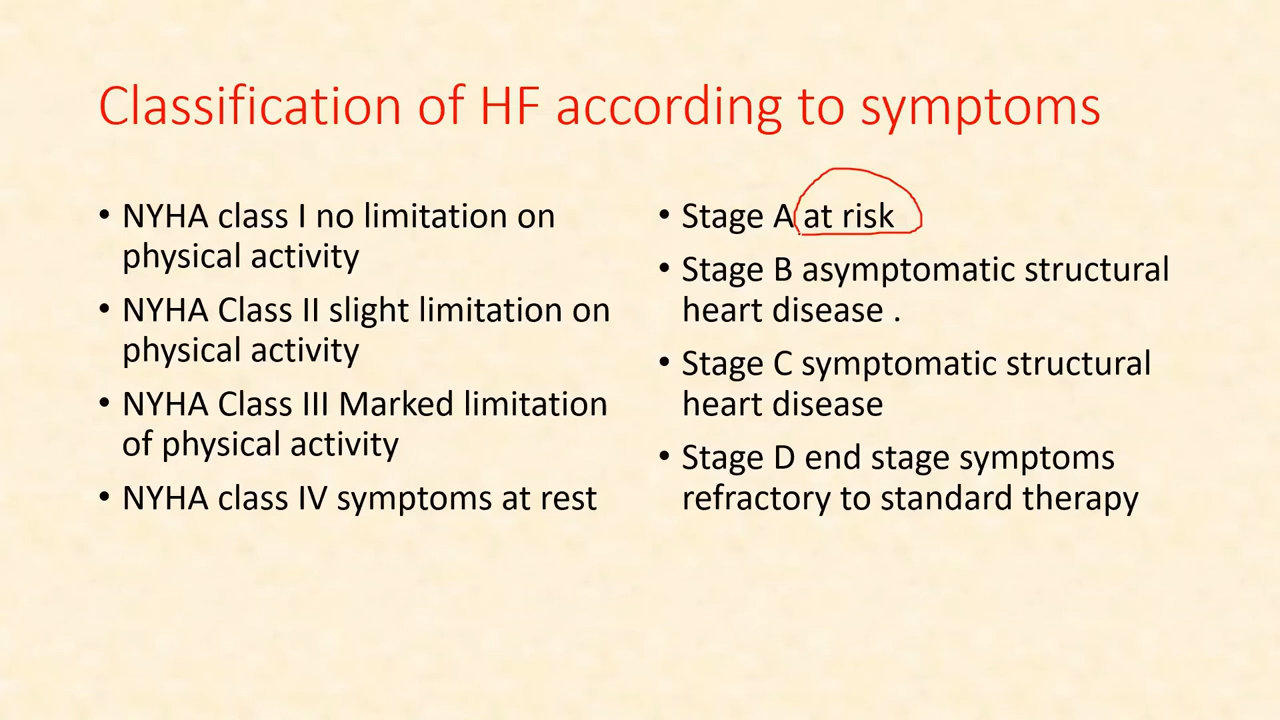 Classification of HF according to symptoms
• NYHA class I no limitation on
physical activity
• NYHA Class II slight limitation on
physical activity
• NYHA Class III Marked limitation
of physical activity
• NYHA class IV symptoms at rest
• Stage A at risk
• Stage B asymptomatic structural
heart disease .
• Stage C symptomatic structural
heart disease
• Stage D end stage symptoms
refractory to standard therapy